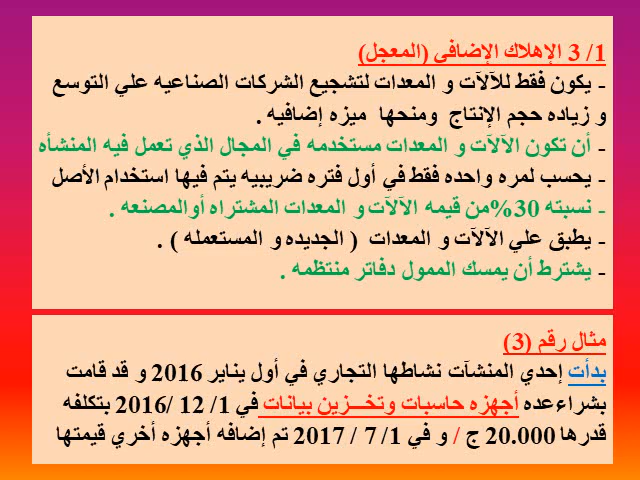 1/ 3 الإهلاك الإضافي (المعجل)
- يكون فقط للآلآت و المعدات لتشجيع الشركات الصناعيه علي التوسع
و زياده حجم الإنتاج ومنحها ميزه إضافيه .
- أن تكون الآلآت و المعدات مستخدمه في المجال الذي تعمل فيه المنشأه
- يحسب لمره واحده فقط في أول فتره ضريبيه يتم فيها استخدام الأصل
- نسبته 30%من قيمه الآلآت و المعدات المشتراه أوالمصنعه .
- يطبق علي الآلآت و المعدات ( الجديده و المستعمله ) .
- يشترط أن يمسك الممول دفاتر منتظمه .
مثال رقم (3)
بدأت إحدي المنشآت نشاطها التجاري في أول يناير 2016 و قد قامت
بشراءعده أجهزه حاسبات وتخـــزين بيانات في 1/ 12 /2016 بتكلفه
قدرها 20.000 ج / و في 1/ 7 / 2017 تم إضافه أجهزه أخري قيمتها